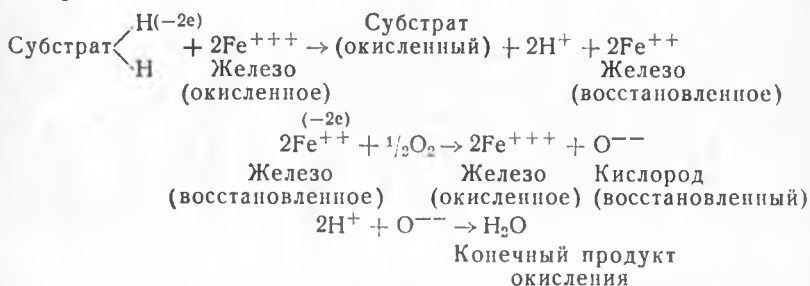 H(−2e) Субстрат
Субстрат + 2Fe+++ → (окисленный) + 2H+ + 2Fe++
H Железо Железо
(окисленное) (восстановленное)
(−2e)
2Fe++ + 1/2O2 → 2Fe+++ + O−−
Железо Железо Кислород
(восстановленное) (окисленное) (восстановленный)
2H+ + O−− → H2O
Конечный продукт
окисления